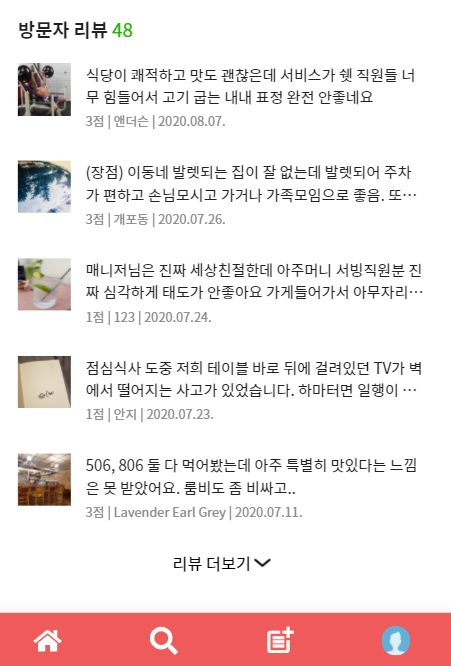 방문자 리뷰 48
식당이 쾌적하고 맛도 괜찮은데 서비스가 쉣 직원들 너
무 힘들어서 고기 굽는 내내 표정 완전 안좋네요
3점 | 앤더슨 | 2020.08.07.
(장점) 이동네 발렛되는 집이 잘 없는데 발렛되어 주차
가 편하고 손님모시고 가거나 가족모임으로 좋음. 또…
3점 | 개포동 | 2020.07.26.
매니저님은 진짜 세상친절한데 아주머니 서빙직원분 진
짜 심각하게 태도가 안좋아요 가게들어가서 아무자리…
1점 | 123 | 2020.07.24.
점심식사 도중 저희 테이블 바로 뒤에 걸려있던 TV가 벽
에서 떨어지는 사고가 있었습니다. 하마터면 일행이 …
1점 | 안지 | 2020.07.23.
506, 806 둘 다 먹어봤는데 아주 특별히 맛있다는 느낌
은 못 받았어요. 룸비도 좀 비싸고..
3점 | Lavender Earl Grey | 2020.07.11.
리뷰 더보기